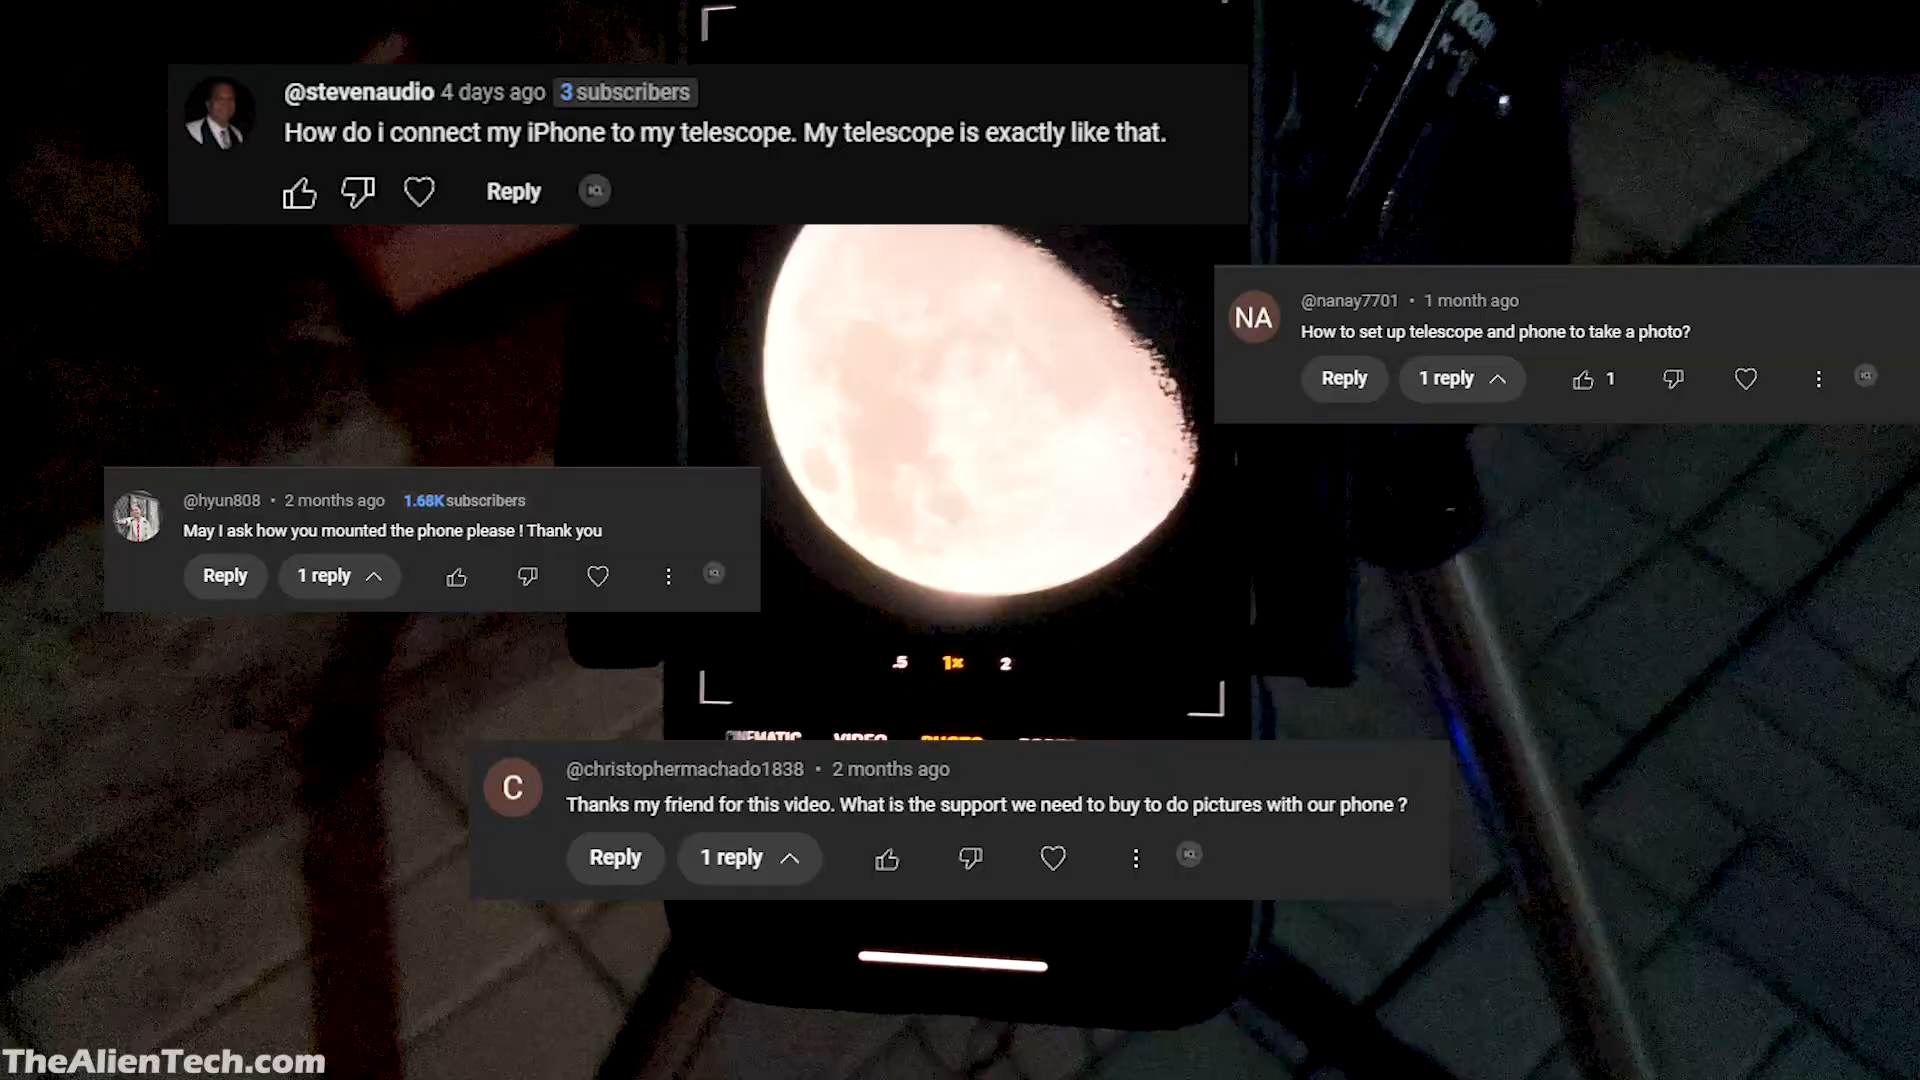 @stevenaudio 4 days ago 3 subscribers
How do i connect my iPhone to my telescope. My telescope is exactly like that.
Reply
@nanay7701 • 1 month ago
How to set up telescope and phone to take a photo?
NA
Reply 1 reply 1
@hyun808 • 2 months ago 1.68K subscribers
May I ask how you mounted the phone please ! Thank you
Reply 1 reply
.5 1x 2
CINEMATIC VIDEO PHOTO
@christophermachado1838 • 2 months ago
C
Thanks my friend for this video. What is the support we need to buy to do pictures with our phone ?
Reply 1 reply
TheAlienTech.com